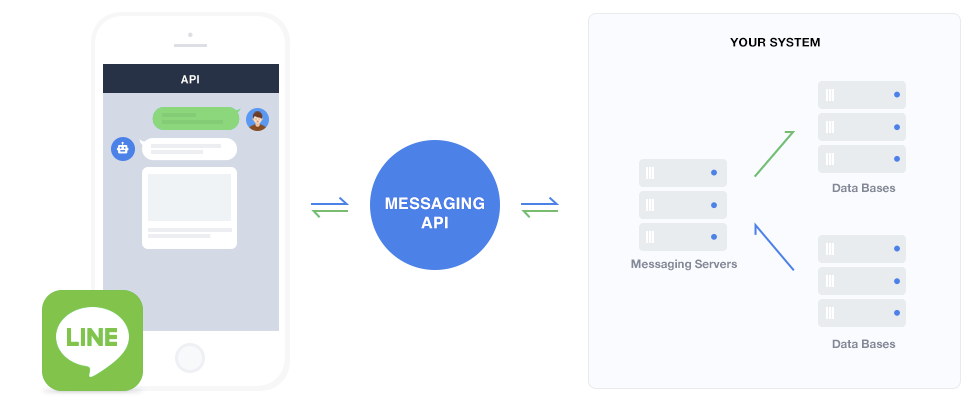 API
LINE
MESSAGING
API
YOUR SYSTEM
Messaging Servers
Data Bases
Data Bases